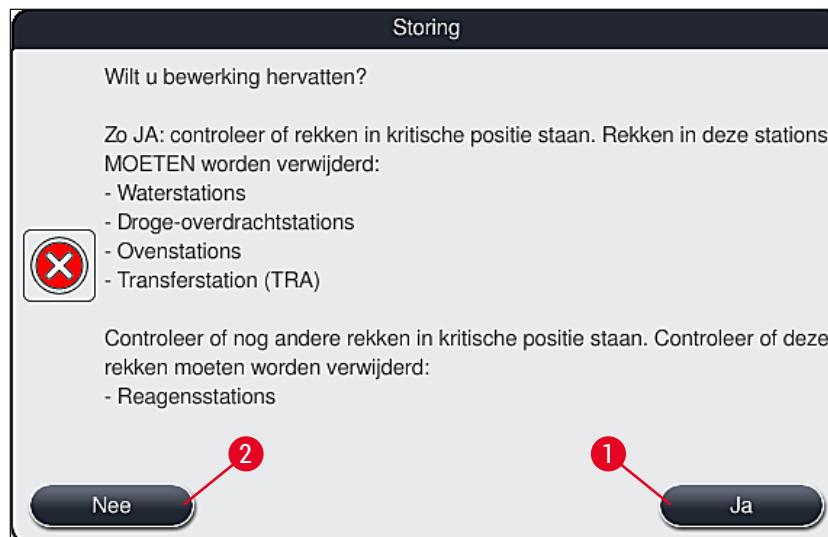 Storing
Wilt u bewerking hervatten?
Zo JA: controleer of rekken in kritische positie staan. Rekken in deze stations
MOETEN worden verwijderd:
- Waterstations
- Droge-overdrachtstations
- Ovenstations
- Transferstation (TRA)
Controleer of nog andere rekken in kritische positie staan. Controleer of deze
rekken moeten worden verwijderd:
- Reagensstations
2
1
Nee
Ja